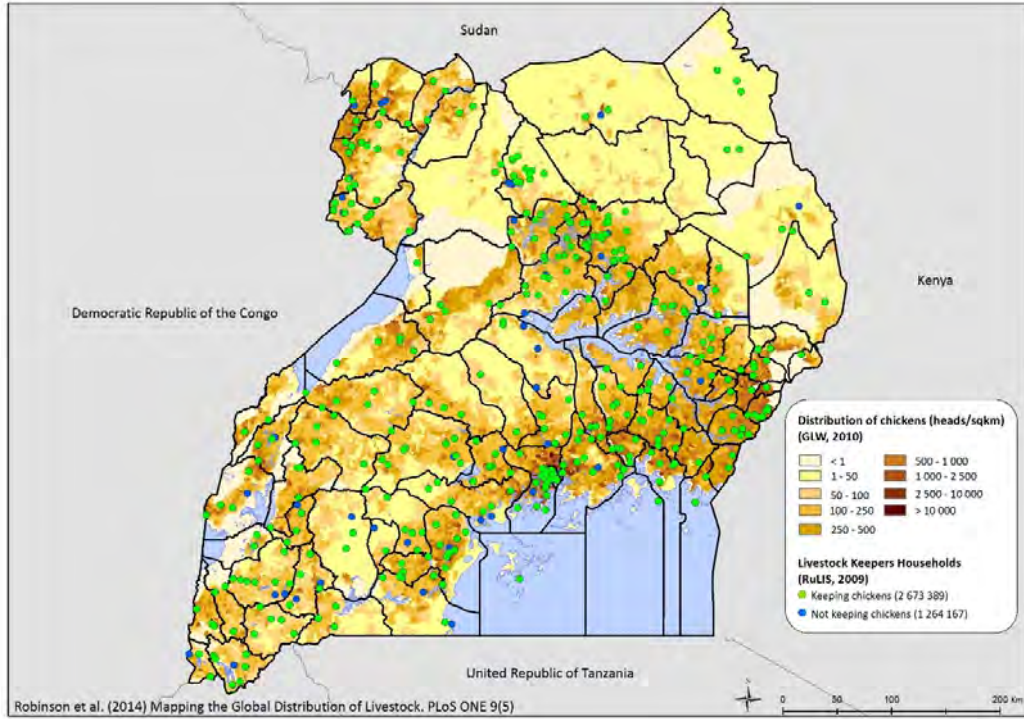 Sudan
Kenya
Democratic Republic of the Congo
Distribution of chickens (heads/sqkm)
(GLW, 2010)
< 1
1 - 50
50 - 100
100 - 250
250 - 500
500 - 1 000
1 000 - 2 500
2 500 - 10 000
> 10 000
Livestock Keepers Households
(RuLIS, 2009)
Keeping chickens (2 673 389)
Not keeping chickens (1 264 167)
United Republic of Tanzania
Robinson et al. (2014) Mapping the Global Distribution of Livestock. PLoS ONE 9(5)
N
0 50 100 200 Km